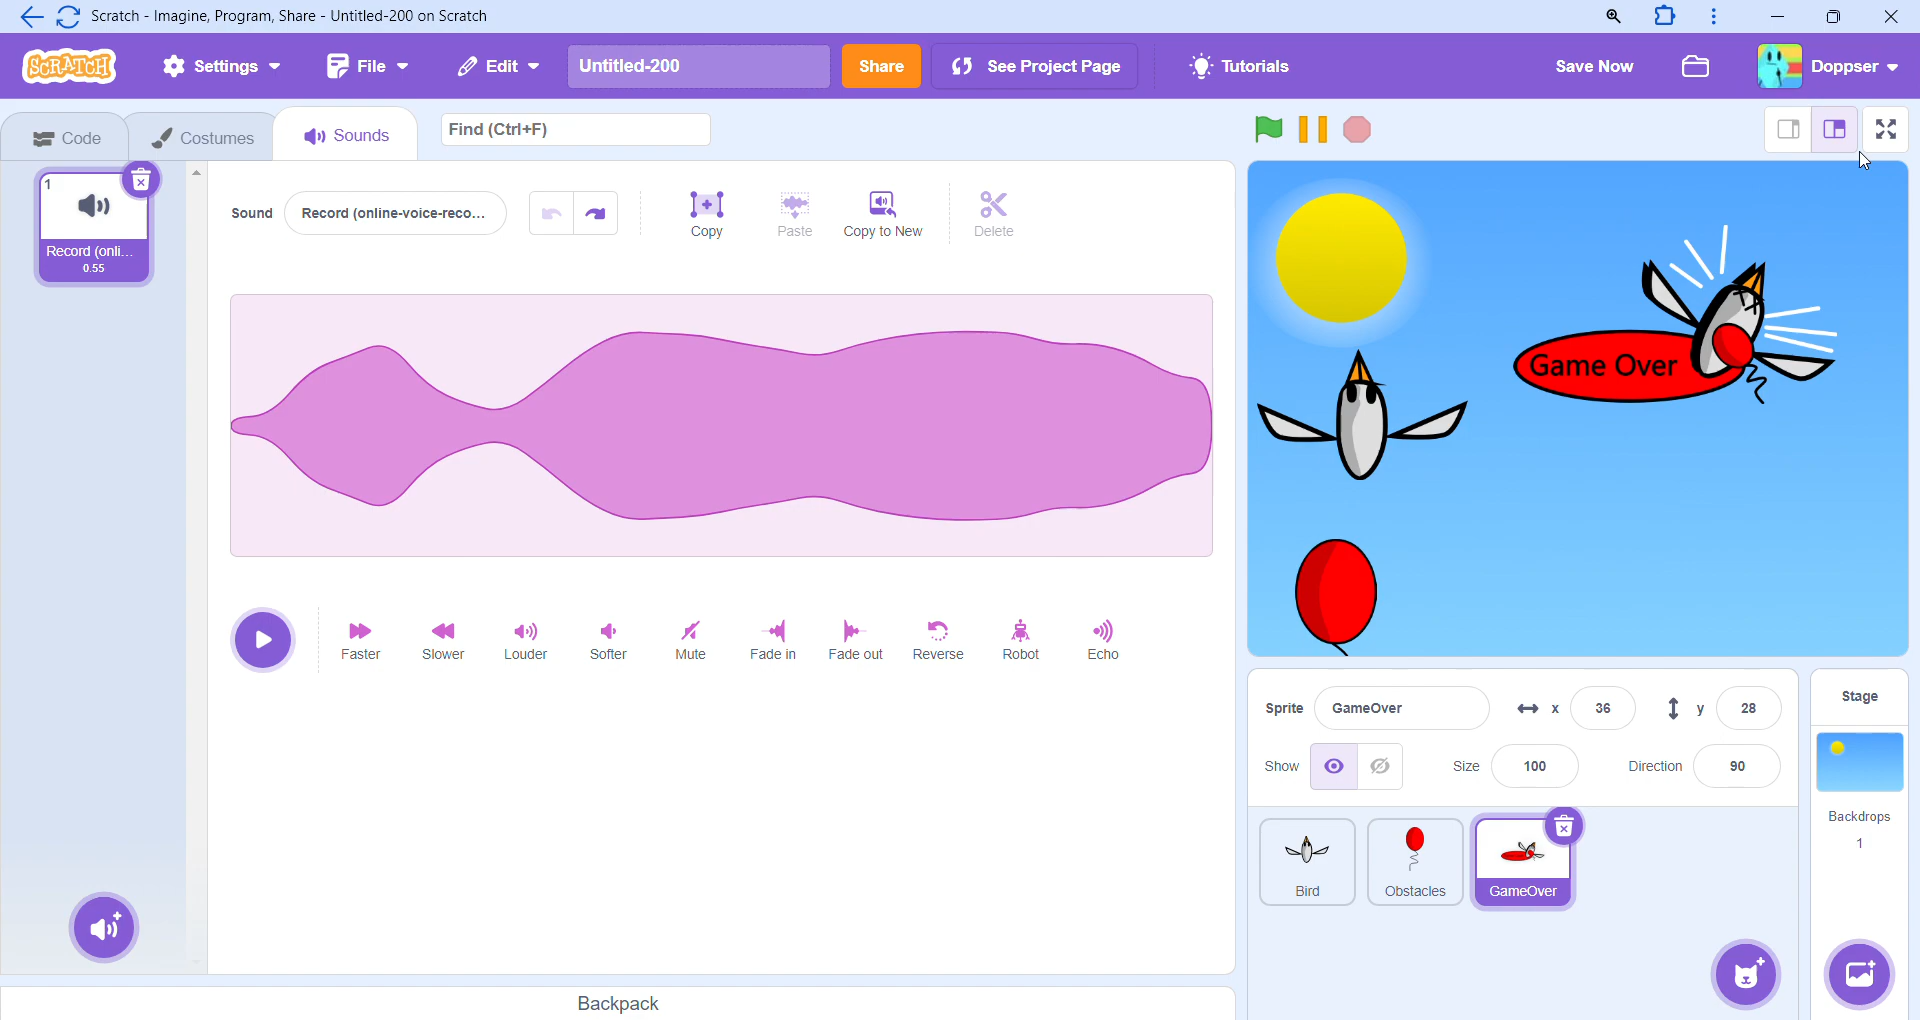 Scratch - Imagine, Program, Share - Untitled-200 on Scratch
SCRATCH
Settings
File
Edit
Untitled-200
Share
See Project Page
Tutorials
Save Now
Doppser
Code
Costumes
Sounds
Find (Ctrl+F)
1
Record (onli...
0.55
Sound
Record (online-voice-reco...
Copy
Paste
Copy to New
Delete
Game Over
Faster
Slower
Louder
Softer
Mute
Fade in
Fade out
Reverse
Robot
Echo
Sprite
GameOver
x
36
y
28
Show
Size
100
Direction
90
Bird
Obstacles
GameOver
Stage
Backdrops
1
Backpack